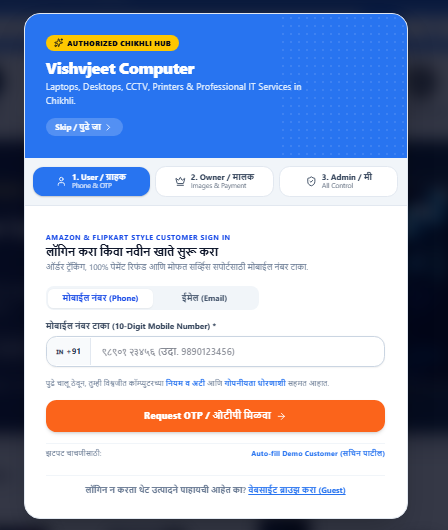 AUTHORIZED CHIKHLI HUB
Vishvjeet Computer
Laptops, Desktops, CCTV, Printers & Professional IT Services in
Chikhli.
Skip / पुढे जा
1. User / ग्राहक
Phone & OTP
2. Owner / मालक
Images & Payment
3. Admin / मी
All Control
AMAZON & FLIPKART STYLE CUSTOMER SIGN IN
लॉगिन करा किंवा नवीन खाते सुरू करा
ऑर्डर ट्रॅकिंग, 100% पेमेंट रिफंड आणि मोफत सर्व्हिस सपोर्टसाठी मोबाईल नंबर टाका.
मोबाईल नंबर (Phone)
ईमेल (Email)
मोबाईल नंबर टाका (10-Digit Mobile Number) *
IN +91
९८९०१ २३४५६ (उदा. 9890123456)
पुढे चालू ठेवून, तुम्ही विश्वजीत कॉम्प्युटरच्या नियम व अटी आणि गोपनीयता धोरणाशी सहमत आहात.
Request OTP / ओटीपी मिळवा
झटपट चाचणीसाठी:
Auto-fill Demo Customer (सचिन पाटील)
लॉगिन न करता थेट उत्पादने पाहायची आहेत का? वेबसाईट ब्राउझ करा (Guest)